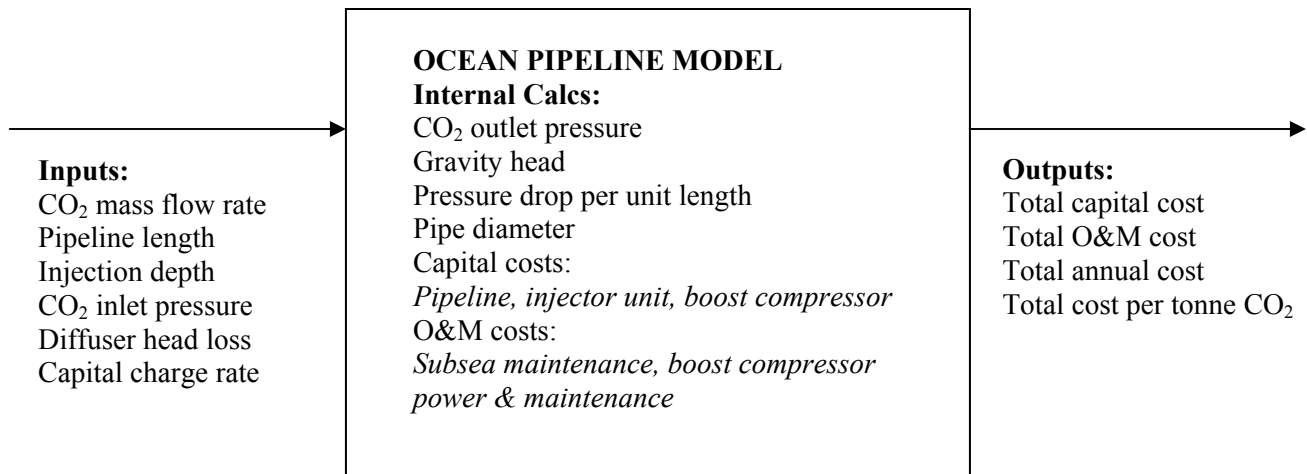 OCEAN PIPELINE MODEL
Internal Calcs:
CO₂ outlet pressure
Gravity head
Pressure drop per unit length
Pipe diameter
Capital costs:
Pipeline, injector unit, boost compressor
O&M costs:
Subsea maintenance, boost compressor
power & maintenance
Inputs:
CO₂ mass flow rate
Pipeline length
Injection depth
CO₂ inlet pressure
Diffuser head loss
Capital charge rate
Outputs:
Total capital cost
Total O&M cost
Total annual cost
Total cost per tonne CO₂